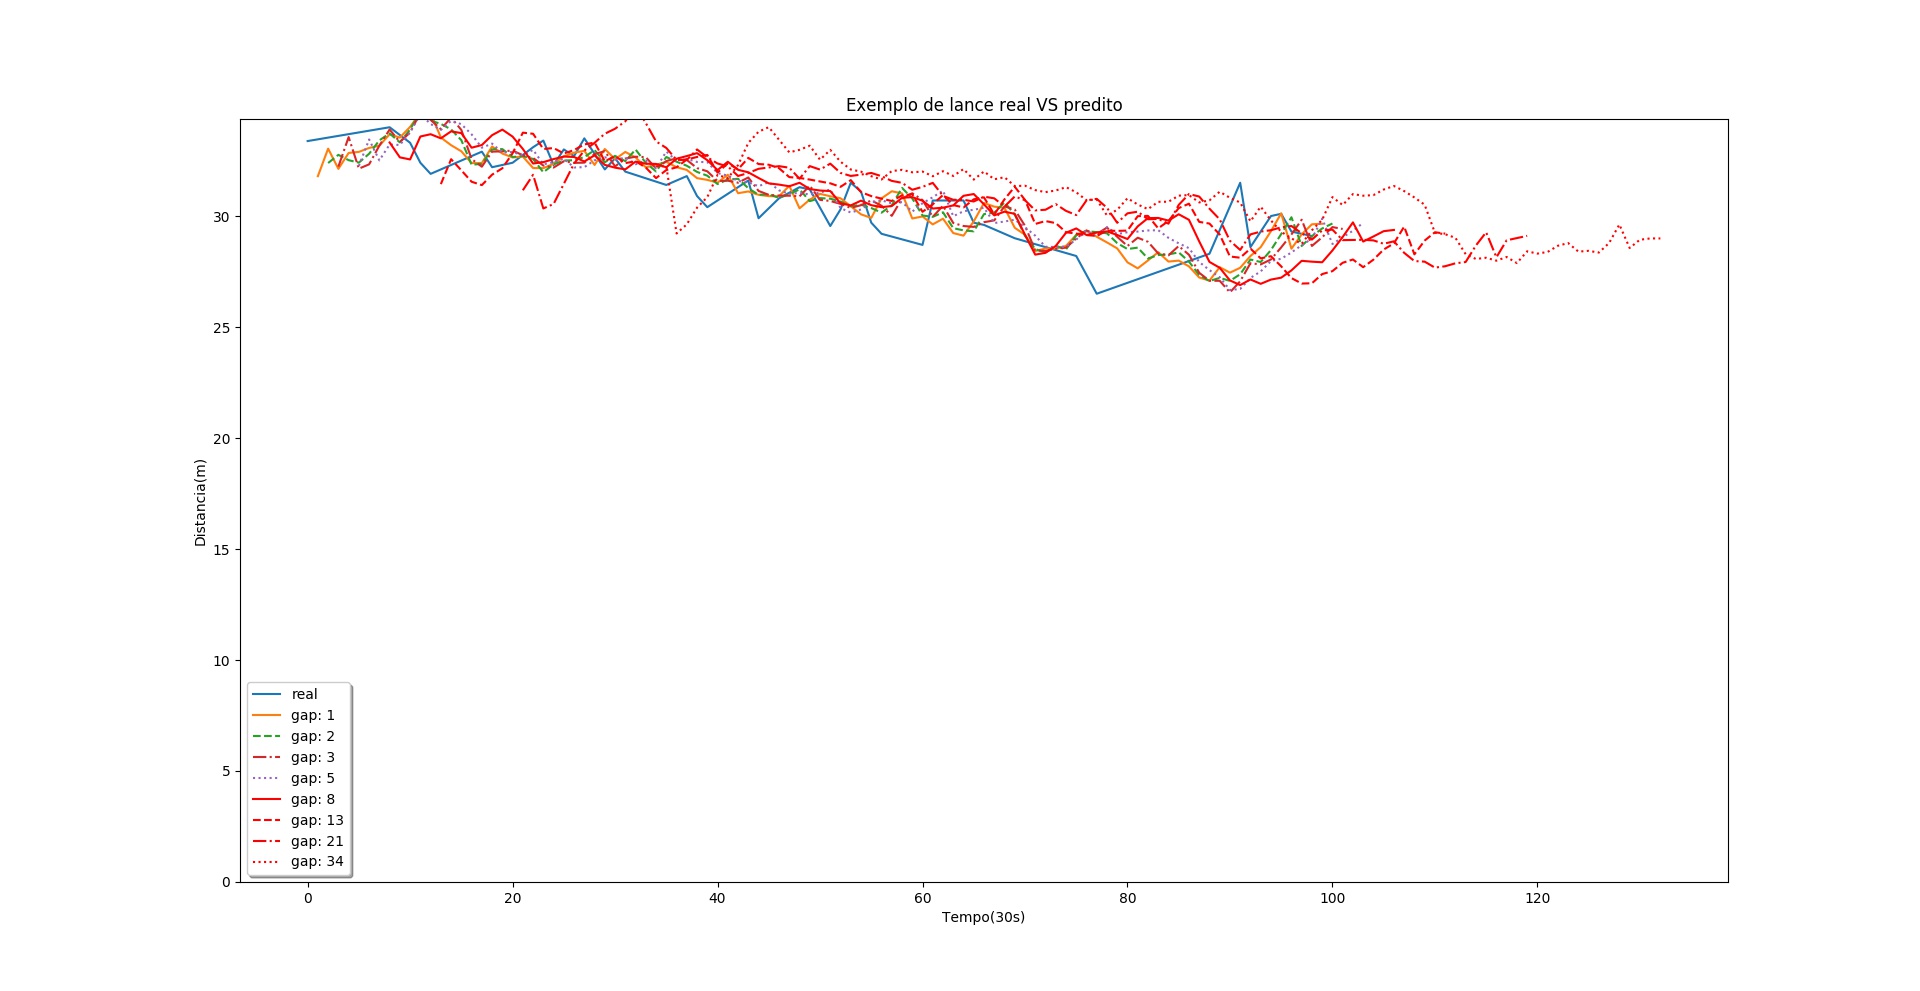 Exemplo de lance real VS predito
30
25
20
15
10
5
0
Distancia(m)
real
gap: 1
gap: 2
gap: 3
gap: 5
gap: 8
gap: 13
gap: 21
gap: 34
0 20 40 60 80 100 120
Tempo(30s)